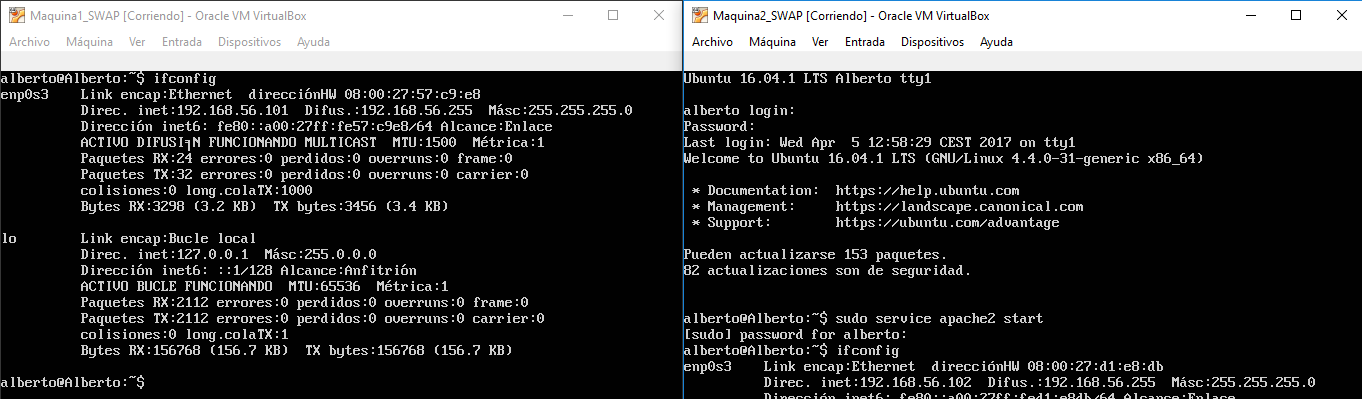 Maquina1_SWAP [Corriendo] - Oracle VM VirtualBox
Archivo Máquina Ver Entrada Dispositivos Ayuda
alberto@Alberto:~$ ifconfig
enp0s3 Link encap:Ethernet direcciónHW 08:00:27:57:c9:e8
Direc. inet:192.168.56.101 Difus.:192.168.56.255 Másc:255.255.255.0
Dirección inet6: fe80::a00:27ff:fe57:c9e8/64 Alcance:Enlace
ACTIVO DIFUSI┐N FUNCIONANDO MULTICAST MTU:1500 Métrica:1
Paquetes RX:24 errores:0 perdidos:0 overruns:0 frame:0
Paquetes TX:32 errores:0 perdidos:0 overruns:0 carrier:0
colisiones:0 long.colaTX:1000
Bytes RX:3298 (3.2 KB) TX bytes:3456 (3.4 KB)
lo Link encap:Bucle local
Direc. inet:127.0.0.1 Másc:255.0.0.0
Dirección inet6: ::1/128 Alcance:Anfitrión
ACTIVO BUCLE FUNCIONANDO MTU:65536 Métrica:1
Paquetes RX:2112 errores:0 perdidos:0 overruns:0 frame:0
Paquetes TX:2112 errores:0 perdidos:0 overruns:0 carrier:0
colisiones:0 long.colaTX:1
Bytes RX:156768 (156.7 KB) TX bytes:156768 (156.7 KB)
alberto@Alberto:~$
Maquina2_SWAP [Corriendo] - Oracle VM VirtualBox
Archivo Máquina Ver Entrada Dispositivos Ayuda
Ubuntu 16.04.1 LTS Alberto tty1
alberto login:
Password:
Last login: Wed Apr 5 12:58:29 CEST 2017 on tty1
Welcome to Ubuntu 16.04.1 LTS (GNU/Linux 4.4.0-31-generic x86_64)
* Documentation: https://help.ubuntu.com
* Management: https://landscape.canonical.com
* Support: https://ubuntu.com/advantage
Pueden actualizarse 153 paquetes.
82 actualizaciones son de seguridad.
alberto@Alberto:~$ sudo service apache2 start
[sudo] password for alberto:
alberto@Alberto:~$ ifconfig
enp0s3 Link encap:Ethernet direcciónHW 08:00:27:d1:e8:db
Direc. inet:192.168.56.102 Difus.:192.168.56.255 Másc:255.255.255.0
Dirección inet6: fe80::a00:27ff:fed1:e8db/64 Alcance:Enlace